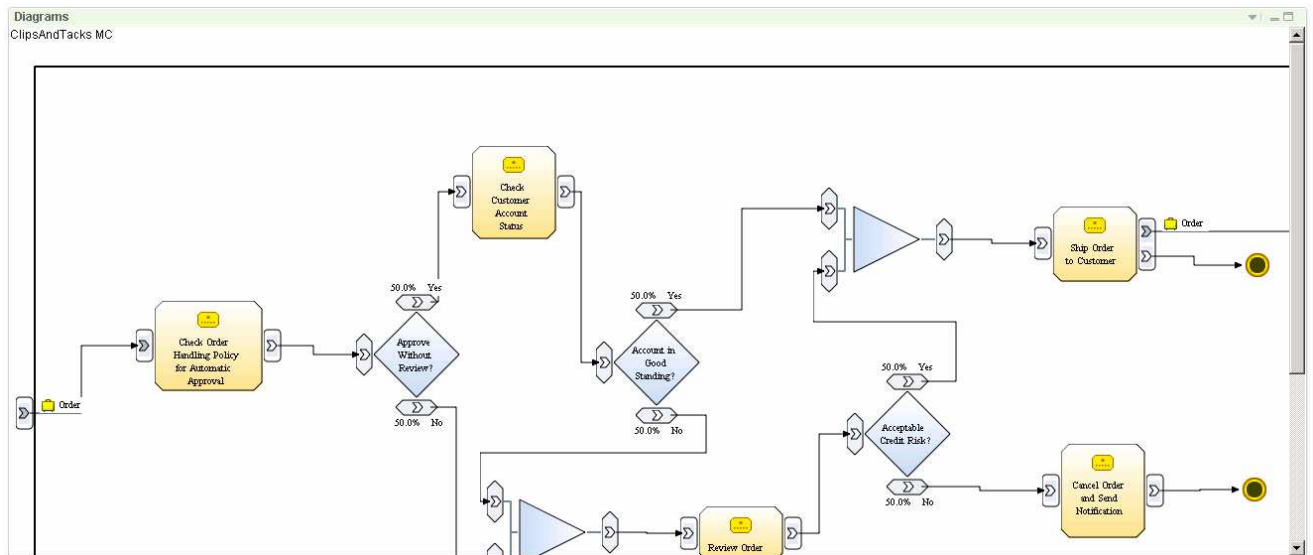 Diagrams
ClipsAndTacks MC
Check
Customer
Account
Status
Order
Ship Order
to Customer
50.0% Yes
50.0% Yes
Check Order
Handling Policy
for Automatic
Approval
Approve
Without
Review?
Account in
Good
Standing?
50.0% Yes
Order
50.0% No
50.0% No
Acceptable
Credit Risk?
Cancel Order
and Send
Notification
50.0% No
Review Order